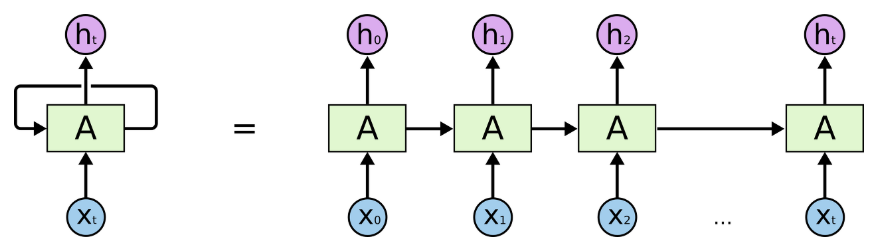 hₜ h₀ h₁ h₂ hₜ
A = A A A A
xₜ x₀ x₁ x₂ ... xₜ